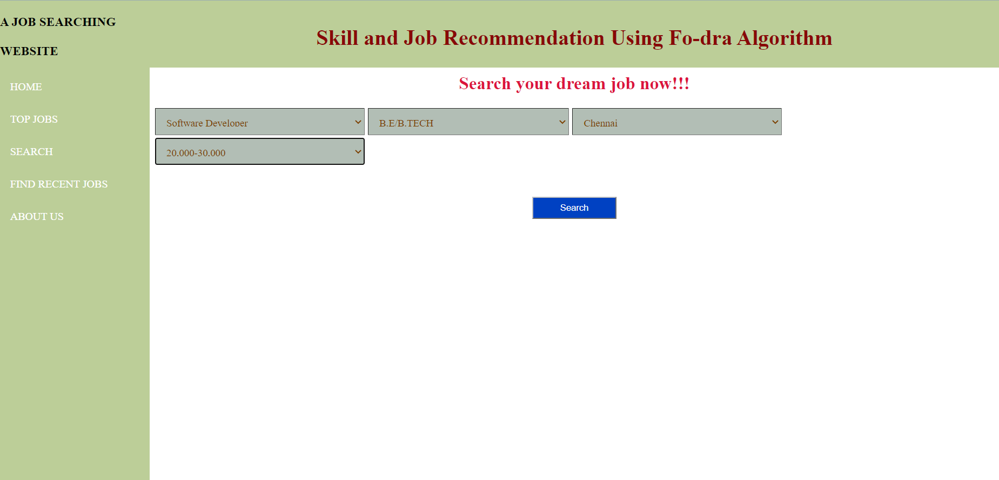 A JOB SEARCHING
WEBSITE
Skill and Job Recommendation Using Fo-dra Algorithm
HOME
TOP JOBS
SEARCH
FIND RECENT JOBS
ABOUT US
Search your dream job now!!!
Software Developer
B.E/B.TECH
Chennai
20.000-30.000
Search